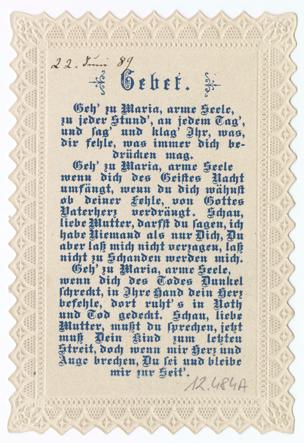 22. Juni 89
Gebet.
Geh' zu Maria, arme Seele,
zu jeder Stund', an jedem Tag',
und sag' und klag' Ihr, was
dir fehle, was immer dich be-
drücken mag.
Geh' zu Maria, arme Seele
wenn dich des Geistes Nacht
umfängt, wenn du dich wähnst
ob deiner Fehle, von Gottes
Vaterherz verdrängt. Schau,
liebe Mutter, darfst du sagen, ich
habe Niemand als nur Dich, Du
aber laß mich nicht verzagen, laß
nicht zu Schanden werden mich.
Geh' zu Maria, arme Seele,
wenn dich des Todes Dunkel
schreckt, in Ihre Hand dein Herz
befehle, dort ruht's in Noth
und Tod gedeckt. Schau, liebe
Mutter, mußt du sprechen, jetzt
muß Dein Kind zum letzten
Streit, doch wenn mir Herz und
Auge brechen, Du sei und bleibe
mir zur Seit'.
12.484A